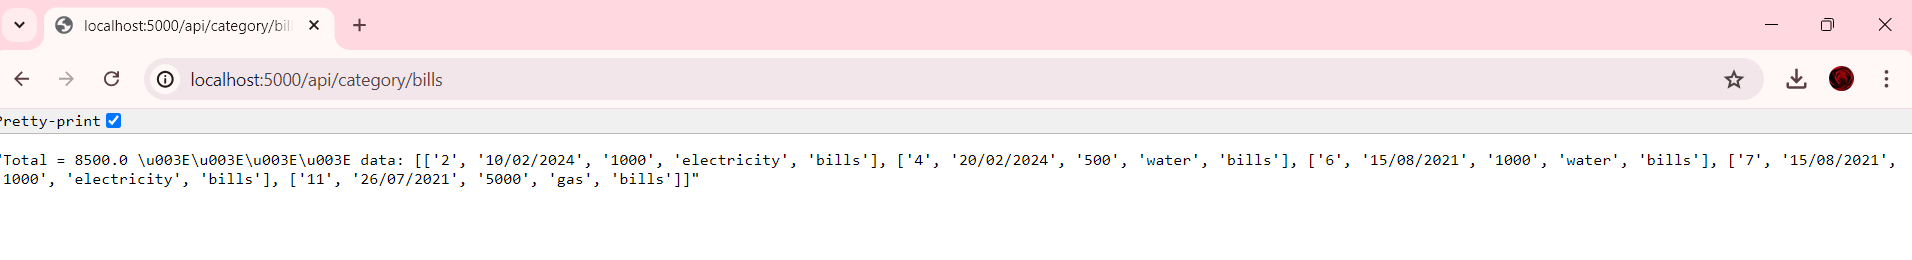 localhost:5000/api/category/bil
localhost:5000/api/category/bills
Pretty-print
"Total = 8500.0 \u003E\u003E\u003E\u003E data: [['2', '10/02/2024', '1000', 'electricity', 'bills'], ['4', '20/02/2024', '500', 'water', 'bills'], ['6', '15/08/2021', '1000', 'water', 'bills'], ['7', '15/08/2021',
'1000', 'electricity', 'bills'], ['11', '26/07/2021', '5000', 'gas', 'bills']]"